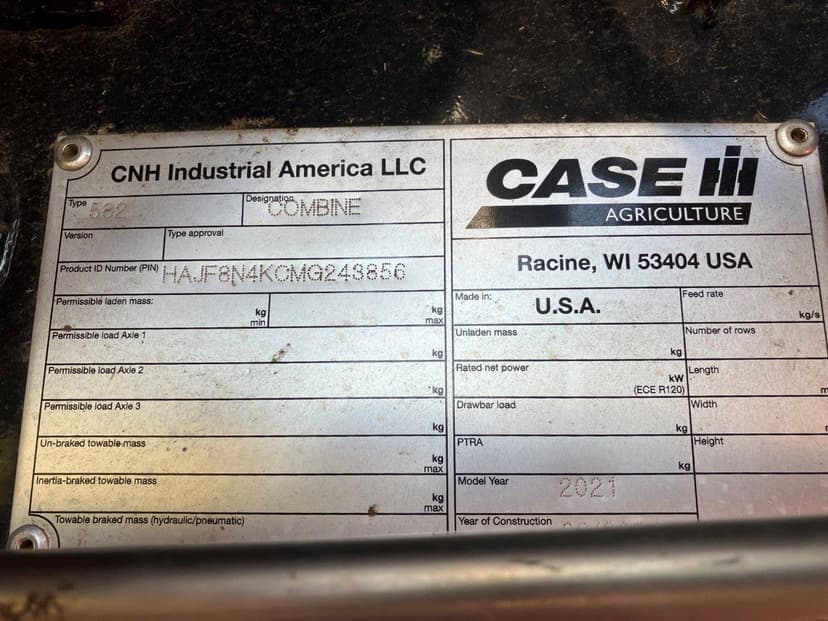 CNH Industrial America LLC
Type 582
Designation COMBINE
Version
Type approval
Product ID Number (PIN) HAJF8N4KCMG243856
Permissible laden mass: kg min kg max
Permissible load Axle 1 kg
Permissible load Axle 2 kg
Permissible load Axle 3 kg
Un-braked towable mass kg max
Inertia-braked towable mass kg max
Towable braked mass (hydraulic/pneumatic)
CASE IH
AGRICULTURE
Racine, WI 53404 USA
Made in: U.S.A.
Feed rate kg/s
Unladen mass kg
Number of rows
Rated net power kW (ECE R120)
Length m
Drawbar load kg
Width
PTRA kg
Height
Model Year 2021
Year of Construction